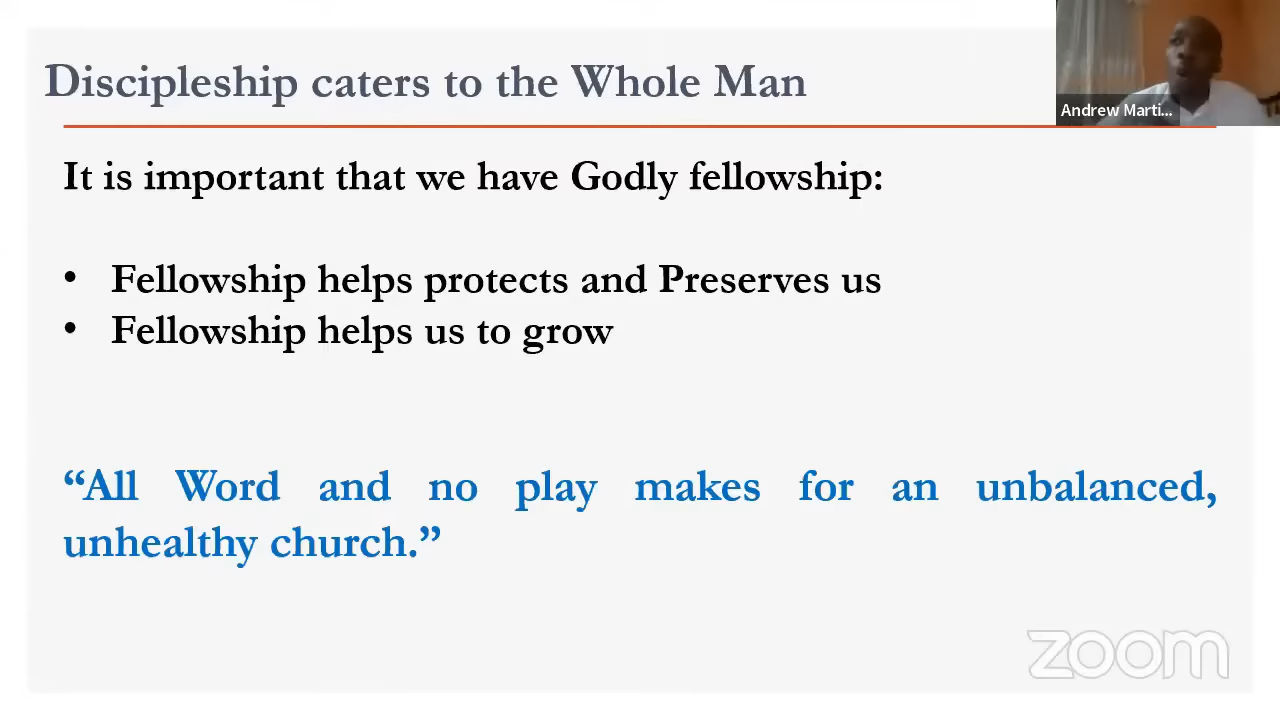 Discipleship caters to the Whole Man
Andrew Marti...
It is important that we have Godly fellowship:
• Fellowship helps protects and Preserves us
• Fellowship helps us to grow
“All Word and no play makes for an unbalanced,
unhealthy church.”
zoom